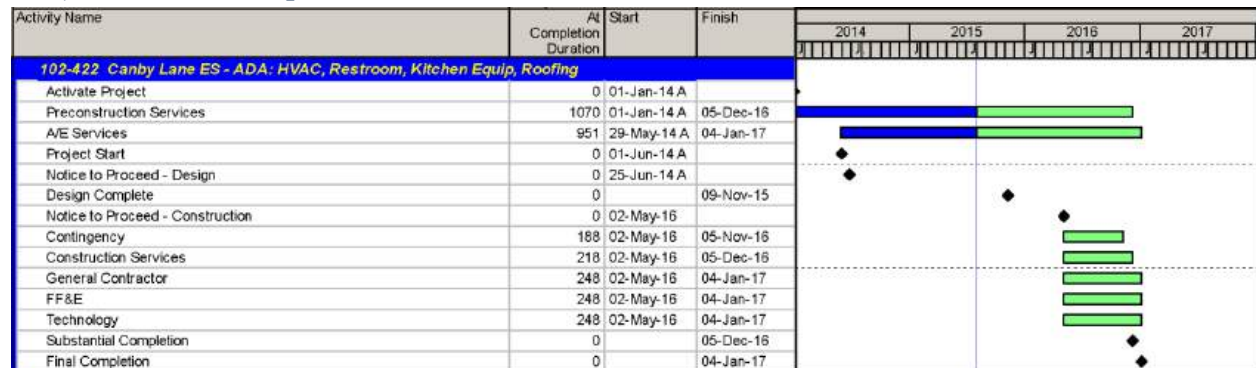 Activity Name At Completion Duration Start Finish
2014 2015 2016 2017
J J J J J J J J
102-422 Canby Lane ES - ADA: HVAC, Restroom, Kitchen Equip, Roofing
Activate Project 0 01-Jan-14 A
Preconstruction Services 1070 01-Jan-14 A 05-Dec-16
A/E Services 951 29-May-14 A 04-Jan-17
Project Start 0 01-Jun-14 A
Notice to Proceed - Design 0 25-Jun-14 A
Design Complete 0 09-Nov-15
Notice to Proceed - Construction 0 02-May-16
Contingency 188 02-May-16 05-Nov-16
Construction Services 218 02-May-16 05-Dec-16
General Contractor 248 02-May-16 04-Jan-17
FF&E 248 02-May-16 04-Jan-17
Technology 248 02-May-16 04-Jan-17
Substantial Completion 0 05-Dec-16
Final Completion 0 04-Jan-17